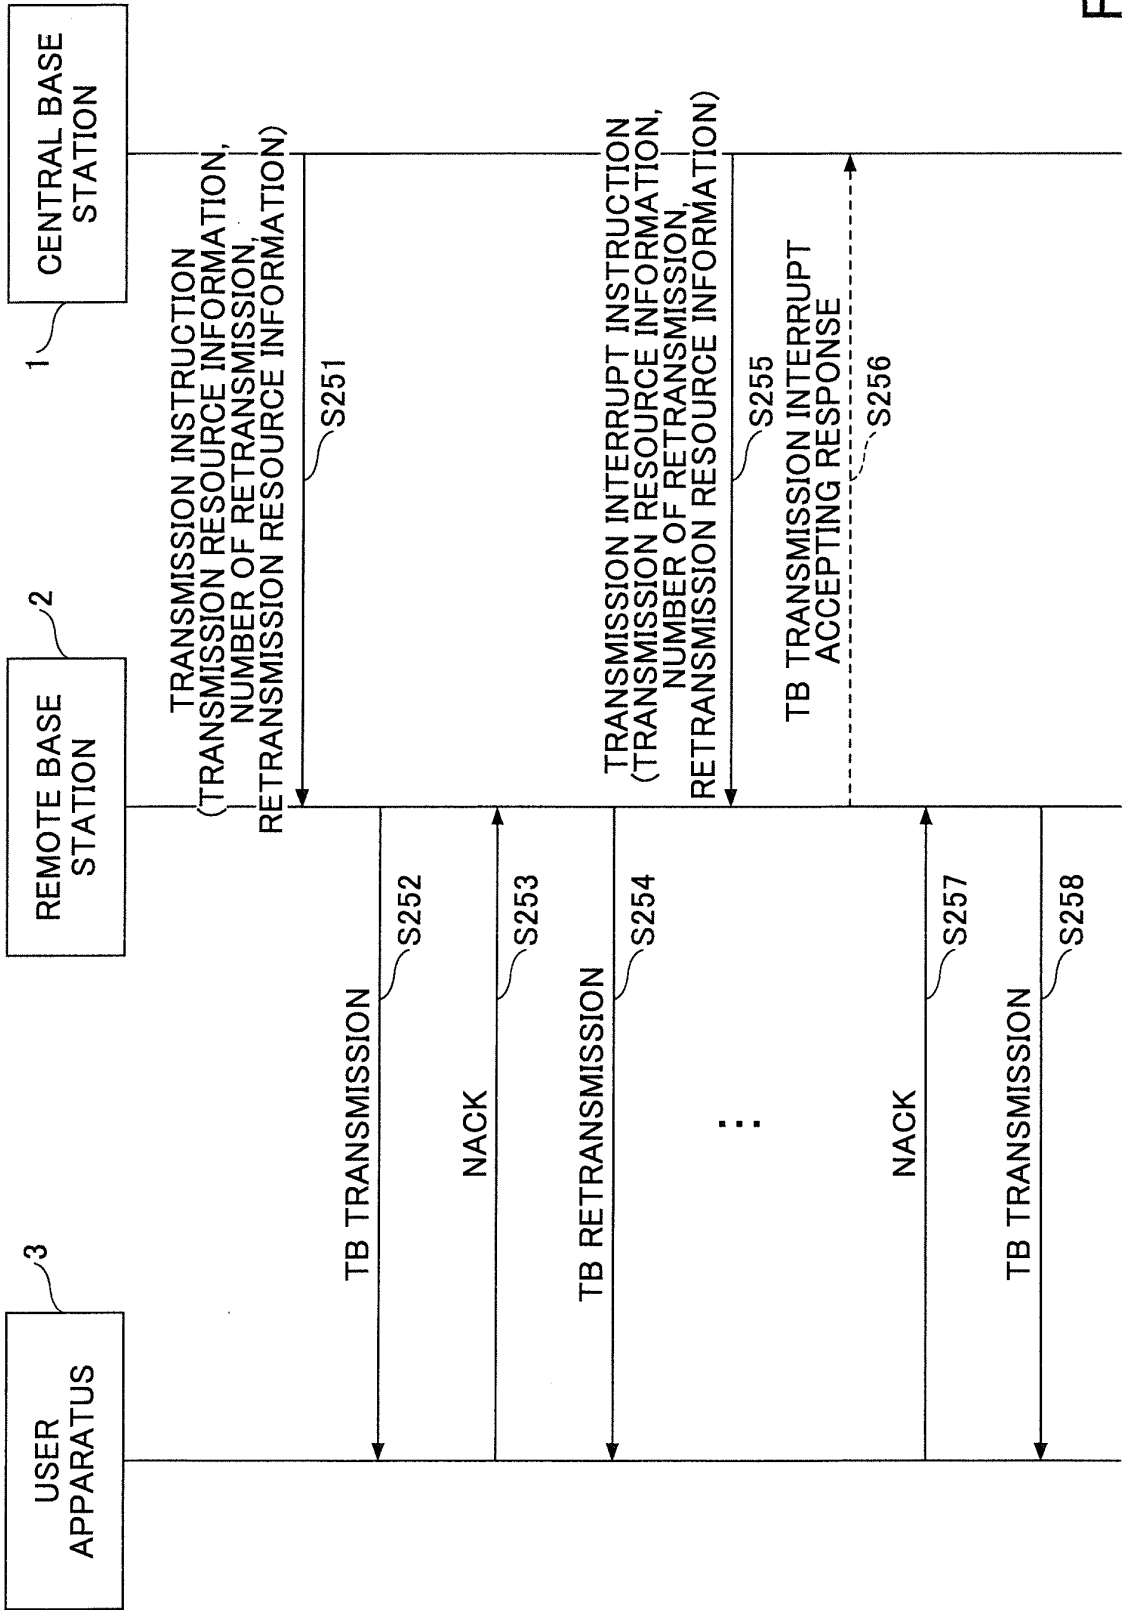 USER
APPARATUS
3
REMOTE BASE
STATION
2
CENTRAL BASE
STATION
1
TRANSMISSION INSTRUCTION
(TRANSMISSION RESOURCE INFORMATION,
NUMBER OF RETRANSMISSION,
RETRANSMISSION RESOURCE INFORMATION)
S251
TB TRANSMISSION
S252
NACK
S253
TB RETRANSMISSION
S254
...
TRANSMISSION INTERRUPT INSTRUCTION
(TRANSMISSION RESOURCE INFORMATION,
NUMBER OF RETRANSMISSION,
RETRANSMISSION RESOURCE INFORMATION)
S255
TB TRANSMISSION INTERRUPT
ACCEPTING RESPONSE
S256
NACK
S257
TB TRANSMISSION
S258